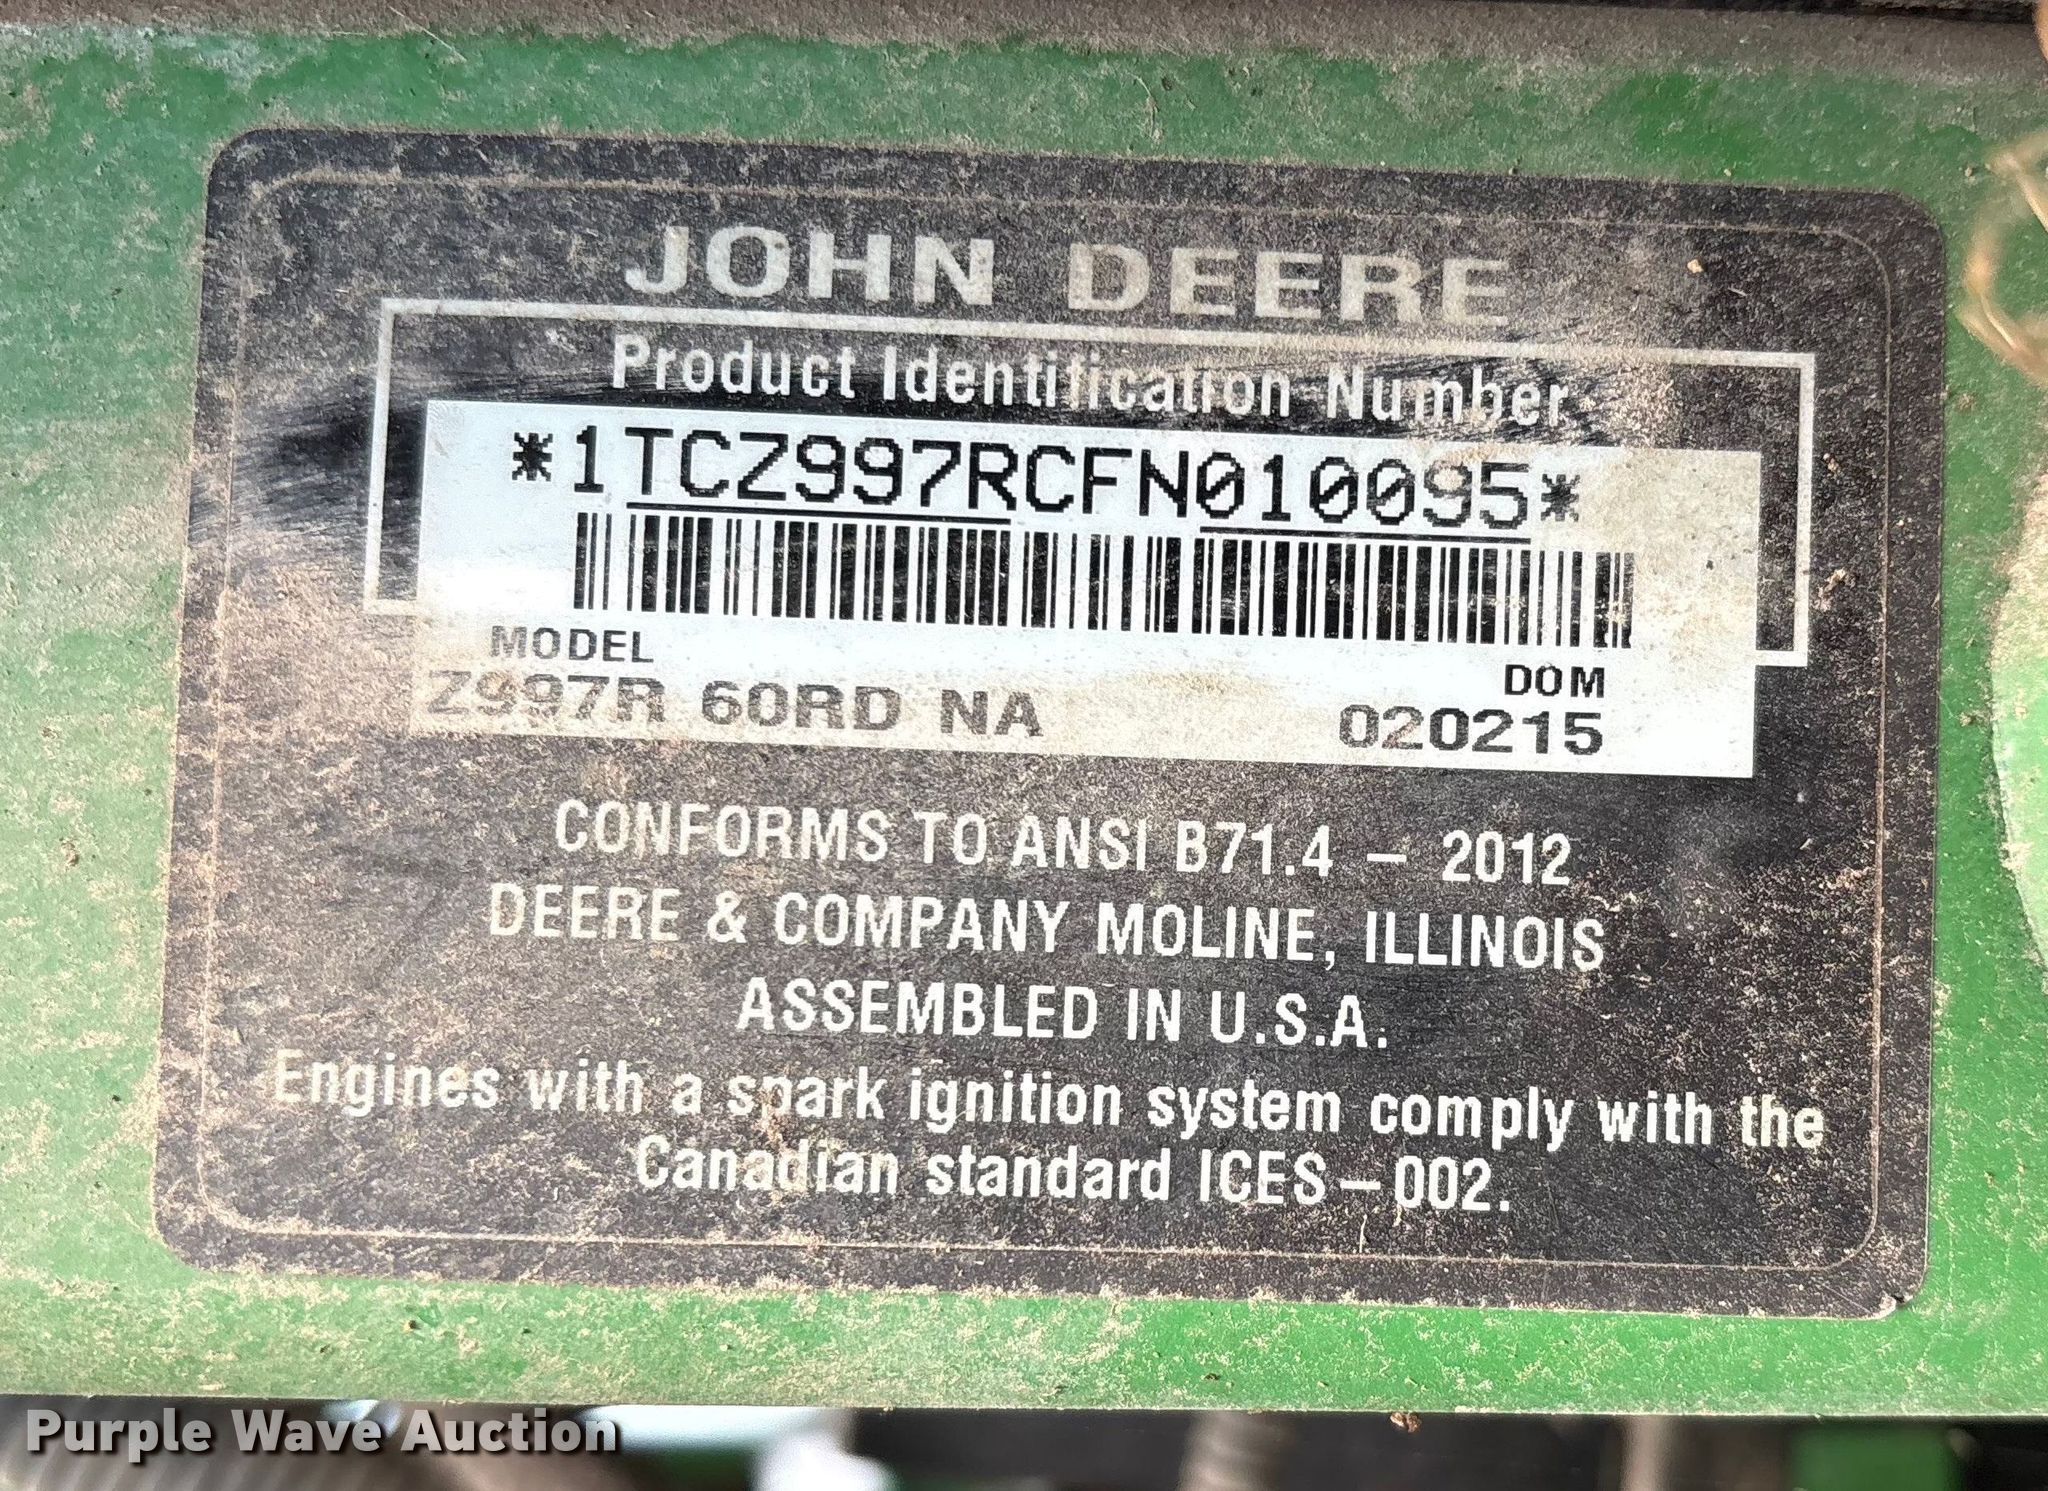 JOHN DEERE
Product Identification Number
*1TCZ997RCFN010095*
MODEL
DOM
Z997R 60RD NA
020215
CONFORMS TO ANSI B71.4 – 2012
DEERE & COMPANY MOLINE, ILLINOIS
ASSEMBLED IN U.S.A.
Engines with a spark ignition system comply with the
Canadian standard ICES – 002.
Purple Wave Auction